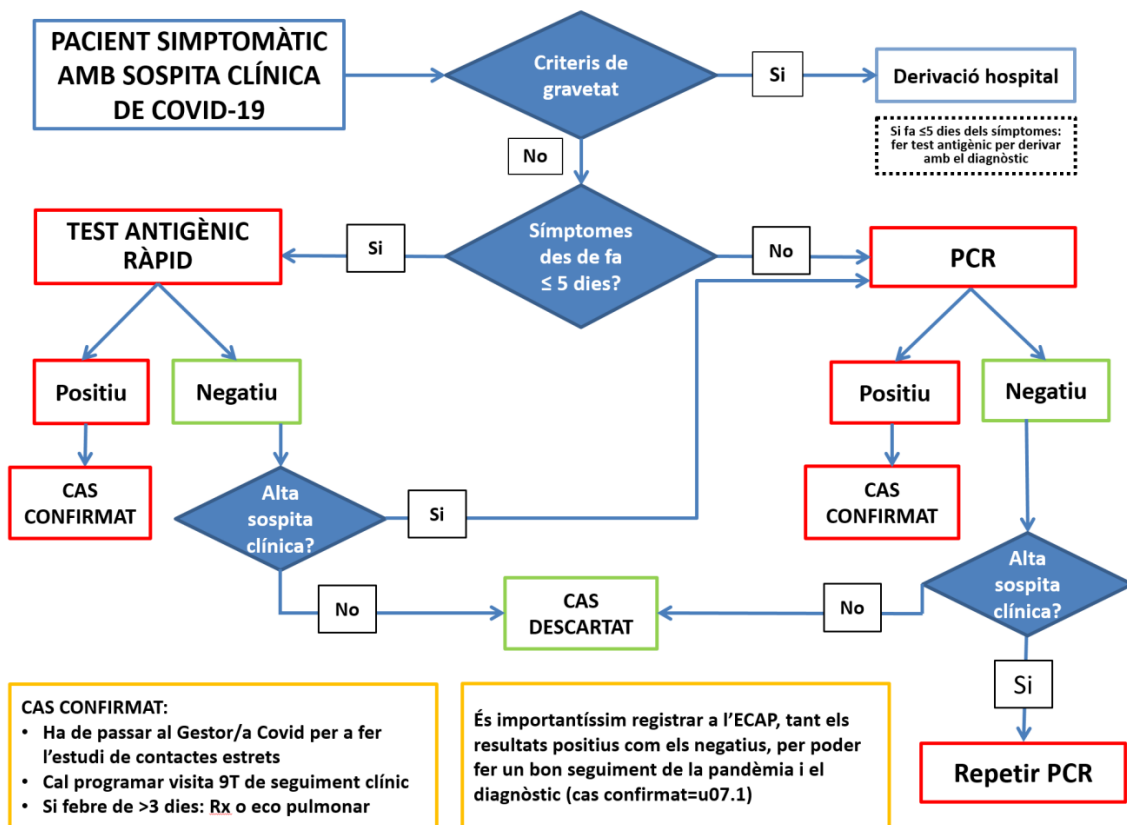 PACIENT SIMPTOMÀTIC
AMB SOSPITA CLÍNICA
DE COVID-19
Criteris de
gravetat
Si
Derivació hospital
Si fa ≤5 dies dels símptomes:
fer test antigènic per derivar
amb el diagnòstic
No
TEST ANTIGÈNIC
RÀPID
Si
Símptomes
des de fa
≤ 5 dies?
No
PCR
Positiu
Negatiu
Positiu
Negatiu
CAS
CONFIRMAT
Alta
sospita
clínica?
Si
CAS
CONFIRMAT
Alta
sospita
clínica?
No
CAS
DESCARTAT
No
Si
Repetir PCR
CAS CONFIRMAT:
• Ha de passar al Gestor/a Covid per a fer
l’estudi de contactes estrets
• Cal programar visita 9T de seguiment clínic
• Si febre de >3 dies: Rx o eco pulmonar
És importantíssim registrar a l’ECAP, tant els
resultats positius com els negatius, per poder
fer un bon seguiment de la pandèmia i el
diagnòstic (cas confirmat=u07.1)